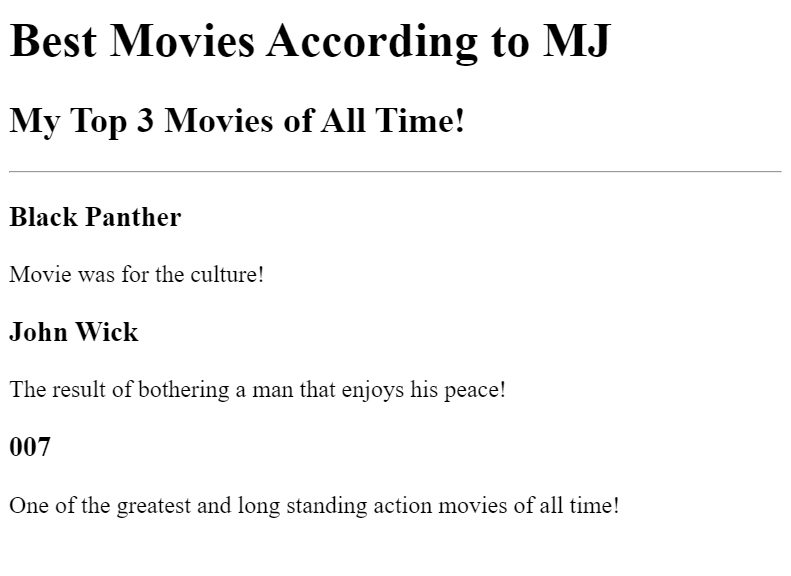 Best Movies According to MJ
My Top 3 Movies of All Time!
Black Panther
Movie was for the culture!
John Wick
The result of bothering a man that enjoys his peace!
007
One of the greatest and long standing action movies of all time!